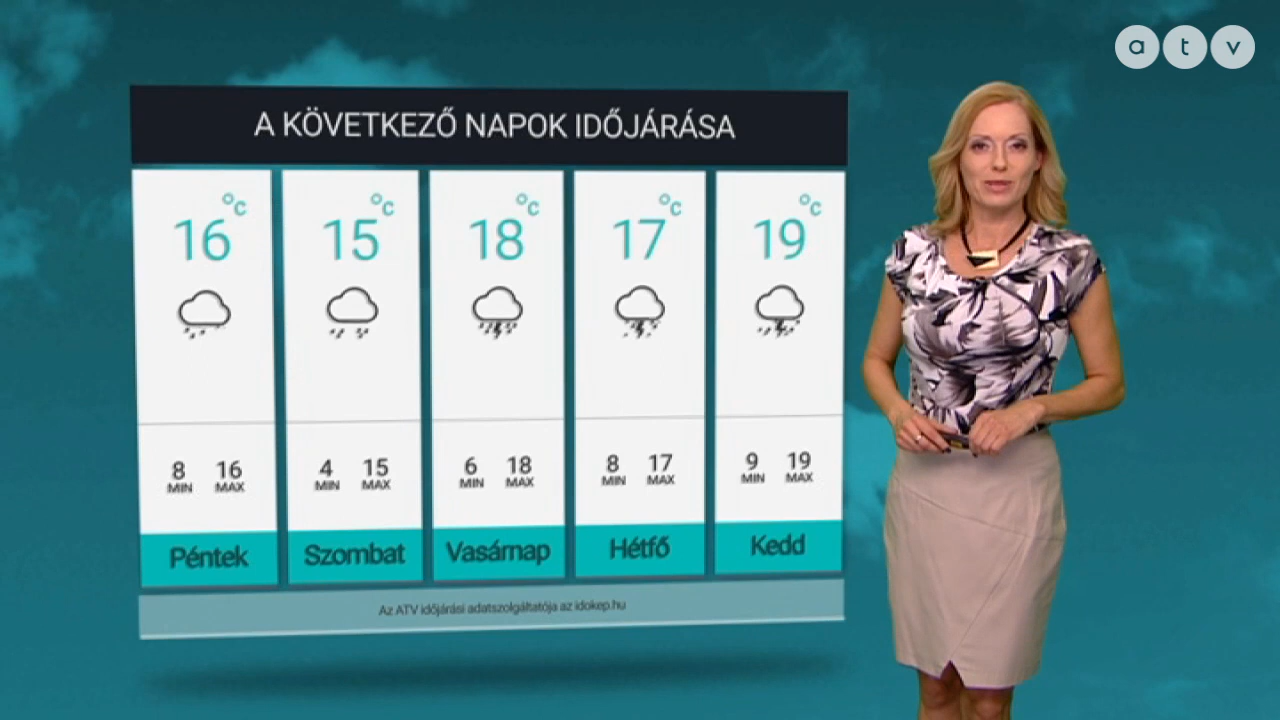 a t v
A KÖVETKEZŐ NAPOK IDŐJÁRÁSA
16 °C
15 °C
18 °C
17 °C
19 °C
8 MIN 16 MAX
4 MIN 15 MAX
6 MIN 18 MAX
8 MIN 17 MAX
9 MIN 19 MAX
Péntek
Szombat
Vasárnap
Hétfő
Kedd
Az ATV időjárási adatszolgáltatója az idokep.hu